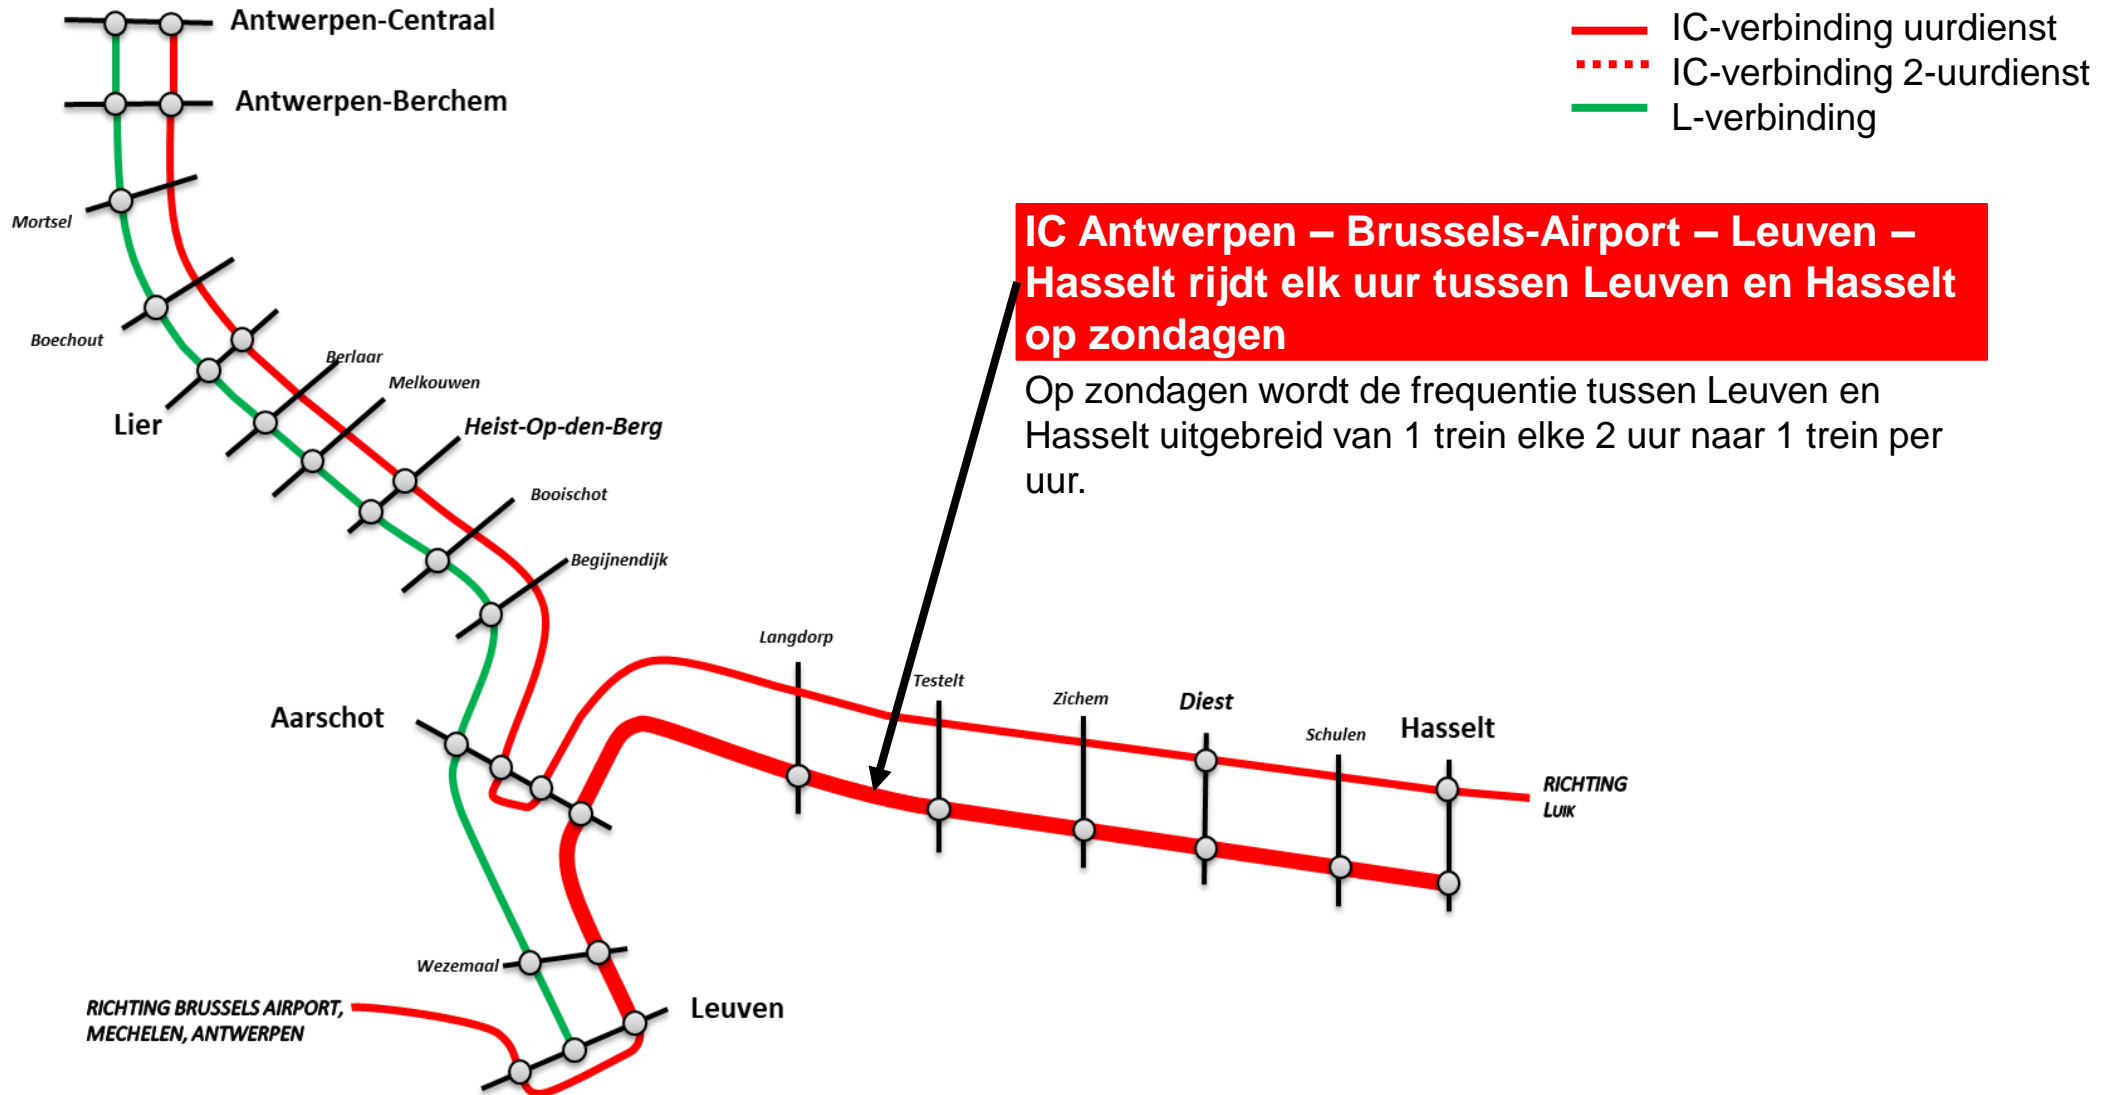 Antwerpen-Centraal
Antwerpen-Berchem
IC-verbinding uurdienst
IC-verbinding 2-uurdienst
L-verbinding
Mortsel
Boechout
Lier
Berlaar
Melkouwen
Heist-Op-den-Berg
Booischot
Begijnendijk
IC Antwerpen – Brussels-Airport – Leuven –
Hasselt rijdt elk uur tussen Leuven en Hasselt
op zondagen
Op zondagen wordt de frequentie tussen Leuven en
Hasselt uitgebreid van 1 trein elke 2 uur naar 1 trein per
uur.
Aarschot
Langdorp
Testelt
Zichem
Diest
Schulen
Hasselt
RICHTING
LUIK
Wezemaal
Leuven
RICHTING BRUSSELS AIRPORT,
MECHELEN, ANTWERPEN